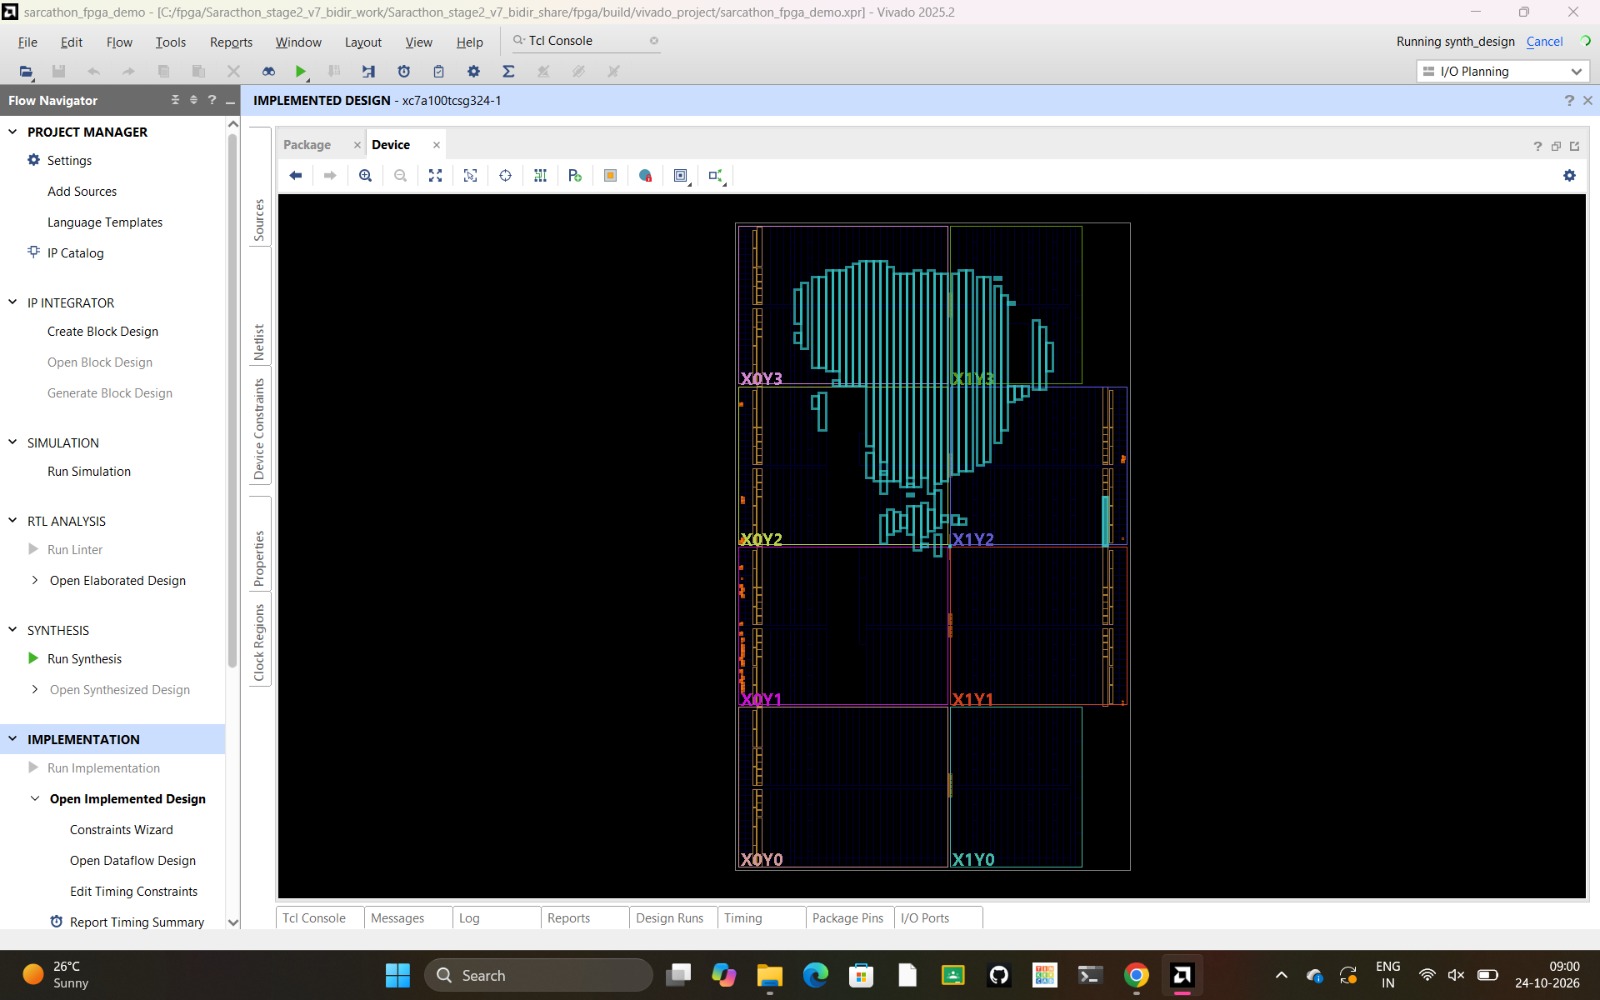 sarcathon_fpga_demo - [C:/fpga/Saracthon_stage2_v7_bidir_work/Saracthon_stage2_v7_bidir_share/fpga/build/vivado_project/sarcathon_fpga_demo.xpr] - Vivado 2025.2
File Edit Flow Tools Reports Window Layout View Help Tcl Console Running synth_design Cancel
I/O Planning
Flow Navigator
IMPLEMENTED DESIGN - xc7a100tcsg324-1
PROJECT MANAGER
Settings
Add Sources
Language Templates
IP Catalog
IP INTEGRATOR
Create Block Design
Open Block Design
Generate Block Design
SIMULATION
Run Simulation
RTL ANALYSIS
Run Linter
Open Elaborated Design
SYNTHESIS
Run Synthesis
Open Synthesized Design
IMPLEMENTATION
Run Implementation
Open Implemented Design
Constraints Wizard
Open Dataflow Design
Edit Timing Constraints
Report Timing Summary
Sources
Netlist
Device Constraints
Properties
Clock Regions
Package Device
X0Y3 X1Y3
X0Y2 X1Y2
X0Y1 X1Y1
X0Y0 X1Y0
Tcl Console Messages Log Reports Design Runs Timing Package Pins I/O Ports
26°C
Sunny
Search
ENG
IN
09:00
24-10-2026